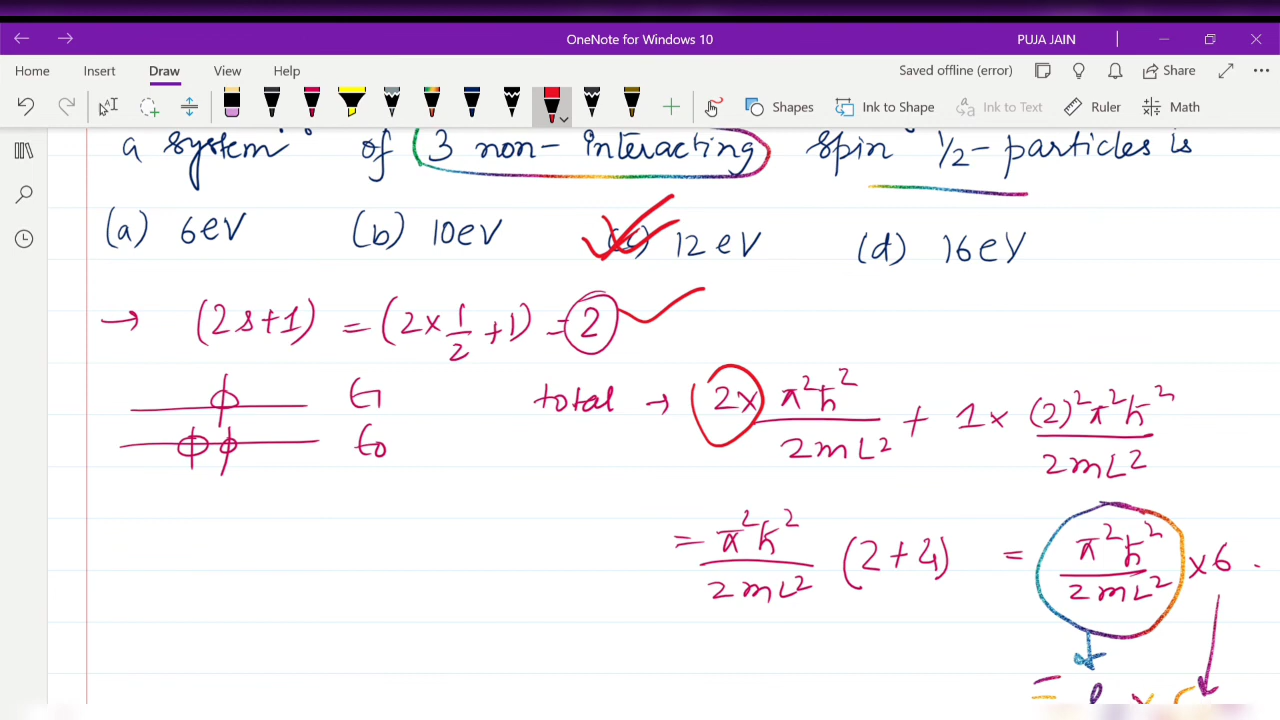 OneNote for Windows 10
PUJA JAIN
Home Insert Draw View Help
Saved offline (error) Share
Shapes Ink to Shape Ink to Text Ruler Math
a system of 3 non-interacting spin 1/2-particles is
(a) 6eV (b) 10eV (c) 12 eV (d) 16eV
→ (2s+1) = (2×1/2+1) = 2
E1
E0
total → 2× π²ħ²/2mL² + 1× (2)²π²ħ²/2mL²
= π²ħ²/2mL² (2+4) = π²ħ²/2mL² ×6.